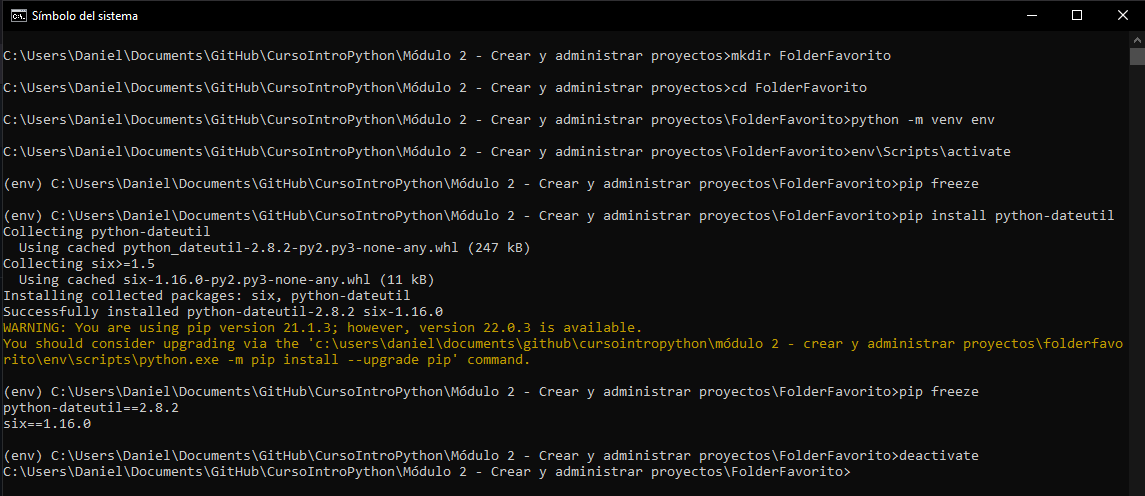 Símbolo del sistema
C:\Users\Daniel\Documents\GitHub\CursoIntroPython\Módulo 2 - Crear y administrar proyectos>mkdir FolderFavorito
C:\Users\Daniel\Documents\GitHub\CursoIntroPython\Módulo 2 - Crear y administrar proyectos>cd FolderFavorito
C:\Users\Daniel\Documents\GitHub\CursoIntroPython\Módulo 2 - Crear y administrar proyectos\FolderFavorito>python -m venv env
C:\Users\Daniel\Documents\GitHub\CursoIntroPython\Módulo 2 - Crear y administrar proyectos\FolderFavorito>env\Scripts\activate
(env) C:\Users\Daniel\Documents\GitHub\CursoIntroPython\Módulo 2 - Crear y administrar proyectos\FolderFavorito>pip freeze
(env) C:\Users\Daniel\Documents\GitHub\CursoIntroPython\Módulo 2 - Crear y administrar proyectos\FolderFavorito>pip install python-dateutil
Collecting python-dateutil
  Using cached python_dateutil-2.8.2-py2.py3-none-any.whl (247 kB)
Collecting six>=1.5
  Using cached six-1.16.0-py2.py3-none-any.whl (11 kB)
Installing collected packages: six, python-dateutil
Successfully installed python-dateutil-2.8.2 six-1.16.0
WARNING: You are using pip version 21.1.3; however, version 22.0.3 is available.
You should consider upgrading via the 'c:\users\daniel\documents\github\cursointropython\módulo 2 - crear y administrar proyectos\folderfavo
rito\env\scripts\python.exe -m pip install --upgrade pip' command.
(env) C:\Users\Daniel\Documents\GitHub\CursoIntroPython\Módulo 2 - Crear y administrar proyectos\FolderFavorito>pip freeze
python-dateutil==2.8.2
six==1.16.0
(env) C:\Users\Daniel\Documents\GitHub\CursoIntroPython\Módulo 2 - Crear y administrar proyectos\FolderFavorito>deactivate
C:\Users\Daniel\Documents\GitHub\CursoIntroPython\Módulo 2 - Crear y administrar proyectos\FolderFavorito>